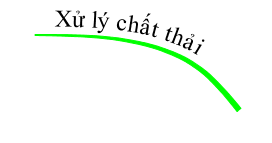 Xử lý chất thải